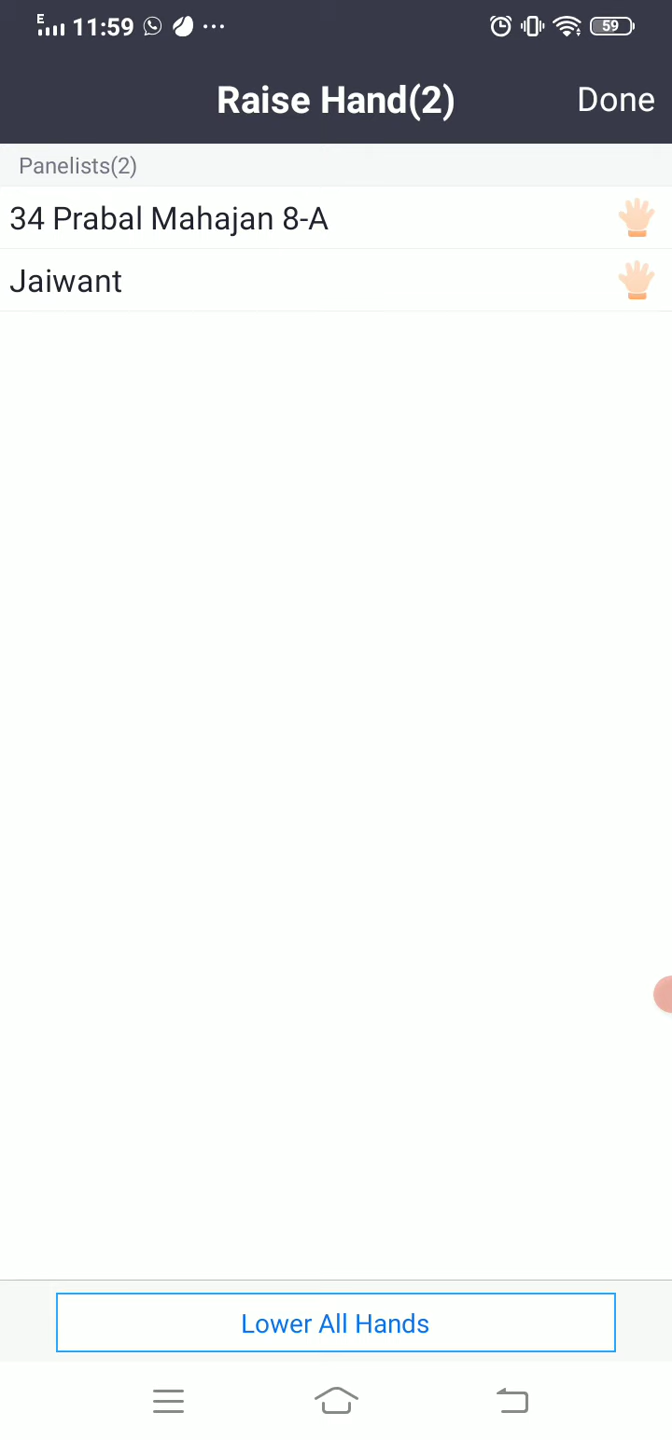 E 11:59 ... 59
Raise Hand(2) Done
Panelists(2)
34 Prabal Mahajan 8-A
Jaiwant
Lower All Hands